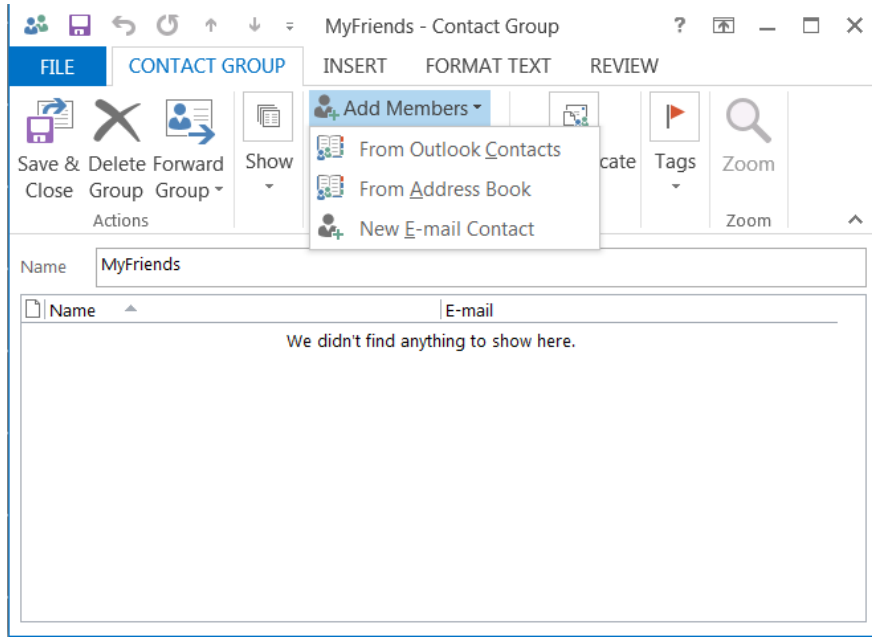 MyFriends - Contact Group
?
FILE
CONTACT GROUP
INSERT
FORMAT TEXT
REVIEW
Save &
Close
Delete
Group
Forward
Group
Actions
Show
Add Members
From Outlook Contacts
From Address Book
New E-mail Contact
cate
Tags
Zoom
Zoom
Name
MyFriends
Name
E-mail
We didn't find anything to show here.